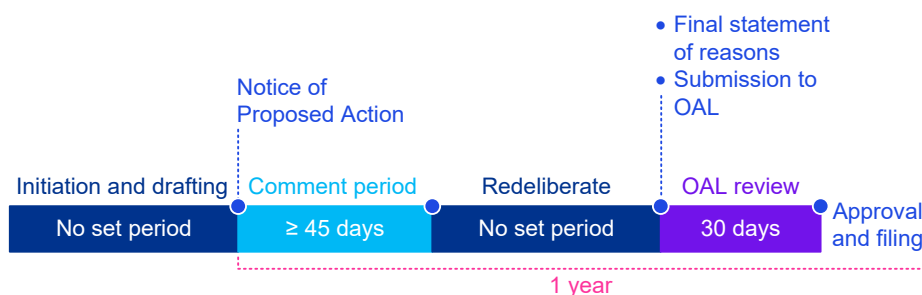 • Final statement
of reasons
• Submission to
OAL
Notice of
Proposed Action
Initiation and drafting
Comment period
Redeliberate
OAL review
No set period
≥ 45 days
No set period
30 days
Approval
and filing
1 year